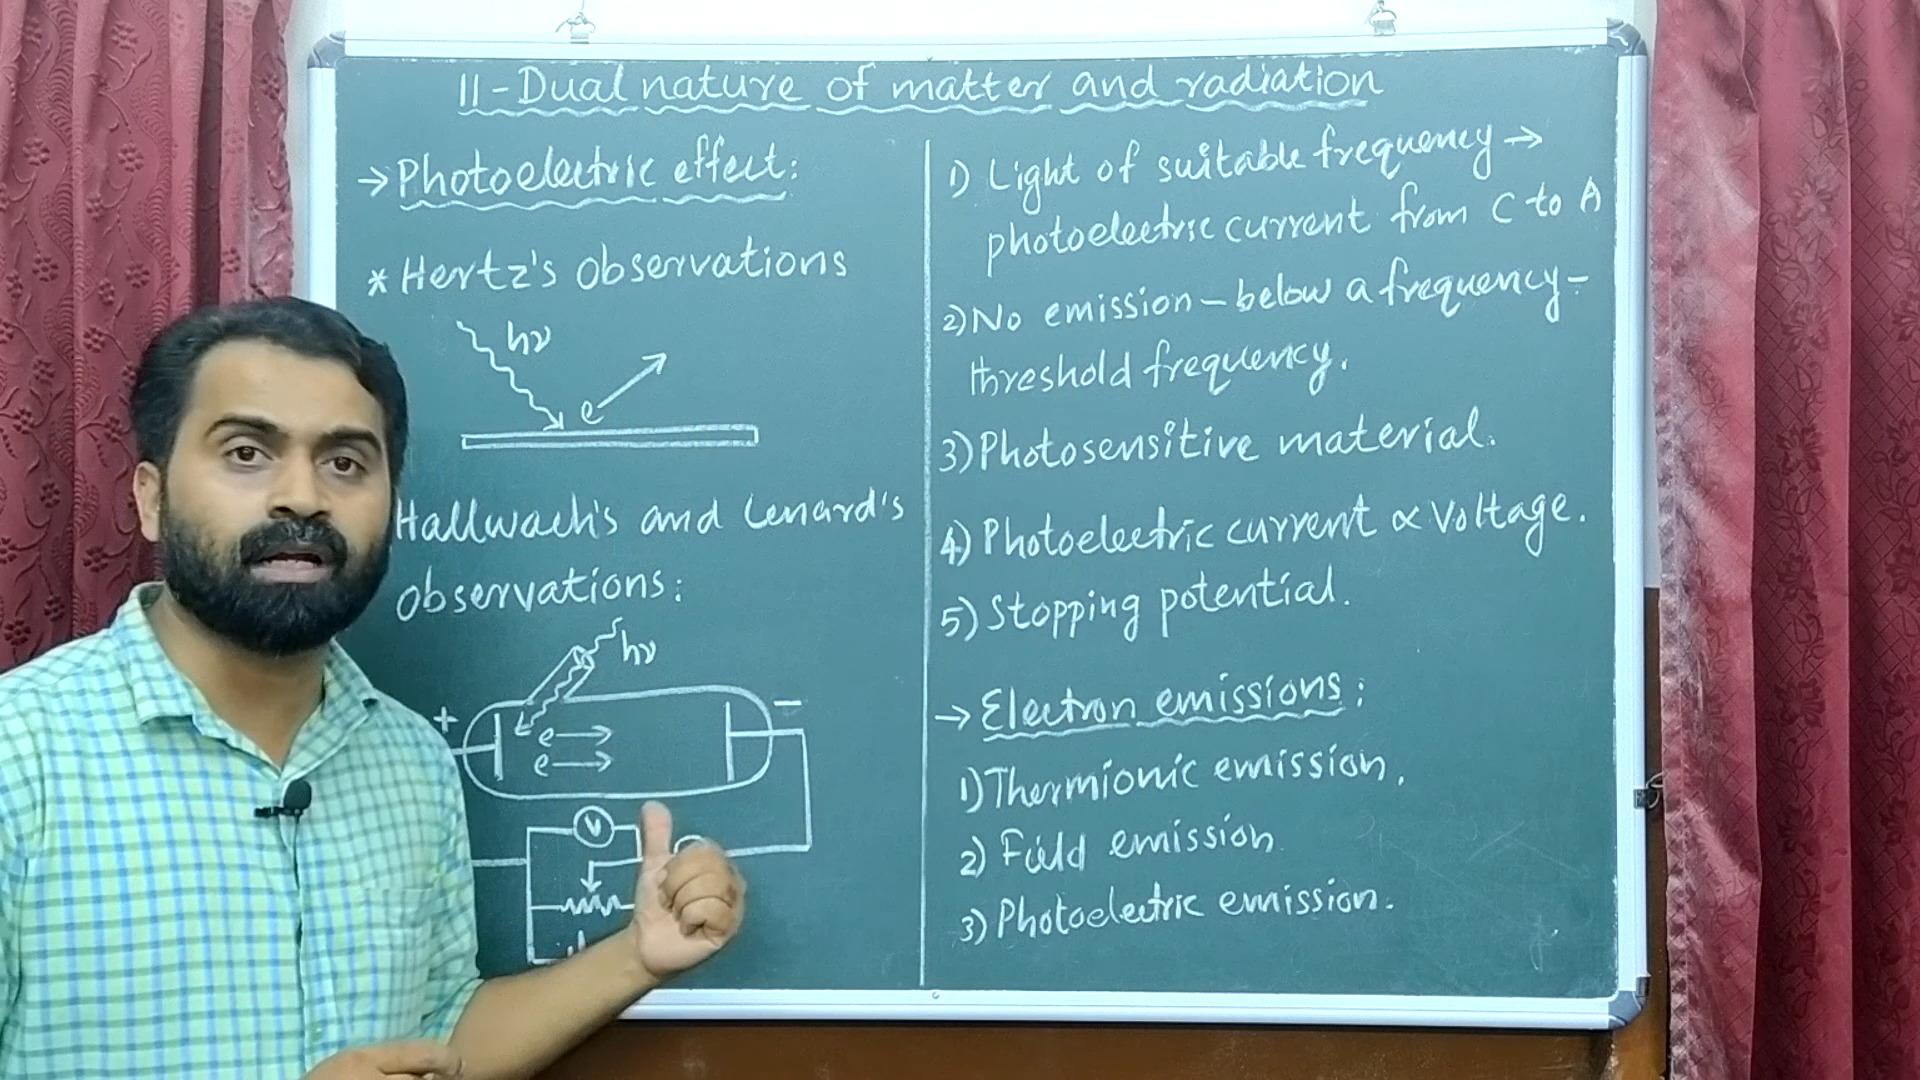 11-Dual nature of matter and radiation
→Photoelectric effect:
* Hertz's observations
hν
e
Hallwach's and Lenard's
observations:
hν
+
−
e→
e→
V
1) Light of suitable frequency →
photoelectric current from C to A
2) No emission – below a frequency –
threshold frequency.
3) Photosensitive material.
4) Photoelectric current ∝ Voltage.
5) Stopping potential.
→ Electron emissions:
1) Thermionic emission.
2) Field emission
3) Photoelectric emission.